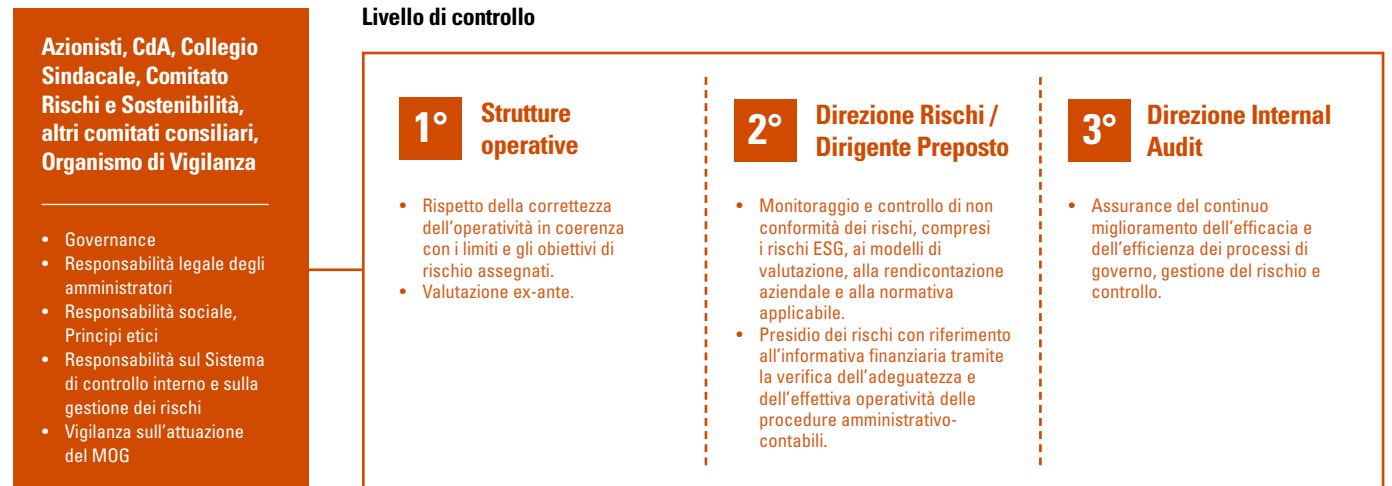 Azionisti, CdA, Collegio
Sindacale, Comitato
Rischi e Sostenibilità,
altri comitati consiliari,
Organismo di Vigilanza
• Governance
• Responsabilità legale degli
amministratori
• Responsabilità sociale,
Principi etici
• Responsabilità sul Sistema
di controllo interno e sulla
gestione dei rischi
• Vigilanza sull'attuazione
del MOG
Livello di controllo
1°
Strutture
operative
• Rispetto della correttezza
dell'operatività in coerenza
con i limiti e gli obiettivi di
rischio assegnati.
• Valutazione ex-ante.
2°
Direzione Rischi /
Dirigente Preposto
• Monitoraggio e controllo di non
conformità dei rischi, compresi
i rischi ESG, ai modelli di
valutazione, alla rendicontazione
aziendale e alla normativa
applicabile.
• Presidio dei rischi con riferimento
all'informativa finanziaria tramite
la verifica dell'adeguatezza e
dell'effettiva operatività delle
procedure amministrativo-
contabili.
3°
Direzione Internal
Audit
• Assurance del continuo
miglioramento dell'efficacia e
dell'efficienza dei processi di
governo, gestione del rischio e
controllo.